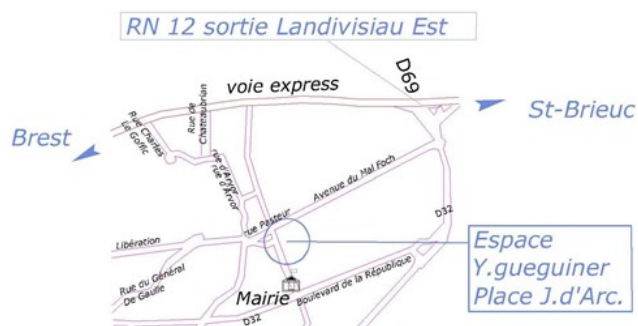 RN 12 sortie Landivisiau Est
D69
voie express
St-Brieuc
Brest
Rue Charles
Le Goffic
Rue de
Chateaubrian
rue d'Arvor
rue d'Arvor
Avenue du Mal Foch
rue Pasteur
D32
Libération
Espace
Y.gueguiner
Place J.d'Arc.
Rue du Général
De Gaulle
Mairie
Boulevard de la République
D32